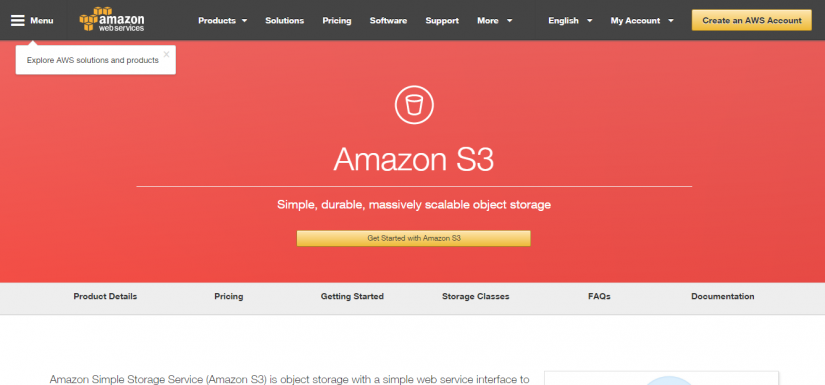 Menu
amazon
web services
Products
Solutions
Pricing
Software
Support
More
English
My Account
Create an AWS Account
Explore AWS solutions and products
Amazon S3
Simple, durable, massively scalable object storage
Get Started with Amazon S3
Product Details
Pricing
Getting Started
Storage Classes
FAQs
Documentation
Amazon Simple Storage Service (Amazon S3) is object storage with a simple web service interface to